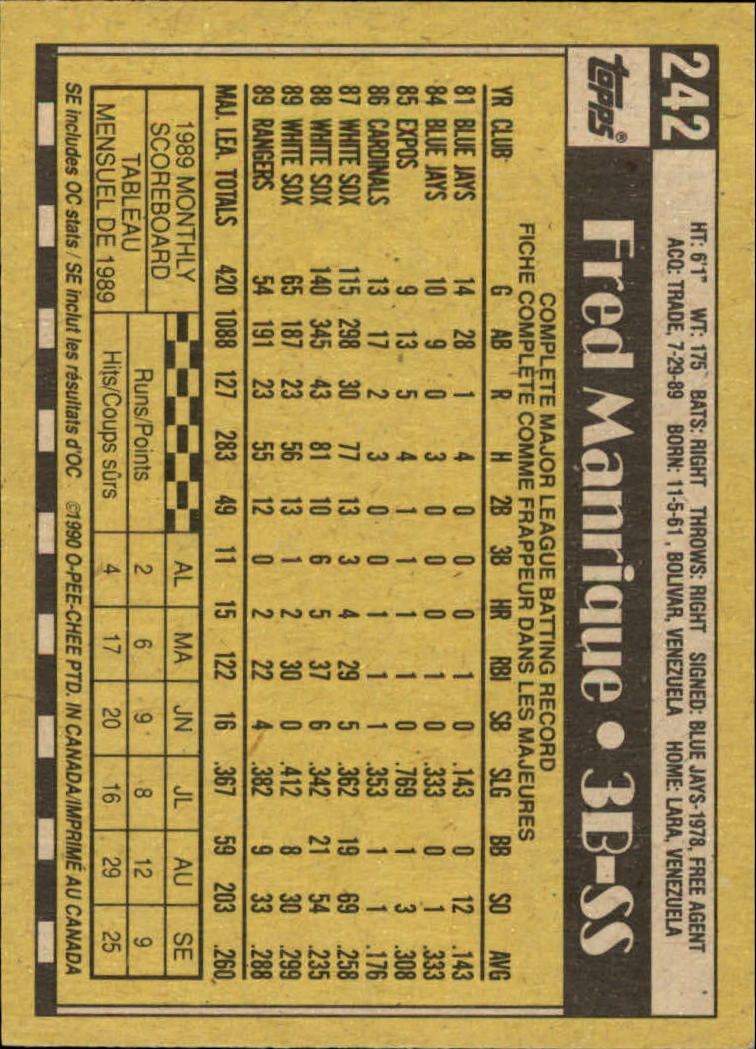 242
HT: 6'1" WT: 175 BATS: RIGHT THROWS: RIGHT SIGNED: BLUE JAYS-1978, FREE AGENT
ACQ: TRADE, 7-29-89 BORN: 11-5-61, BOLIVAR, VENEZUELA HOME: LARA, VENEZUELA
topps® Fred Manrique • 3B-SS
COMPLETE MAJOR LEAGUE BATTING RECORD
FICHE COMPLÈTE COMME FRAPPEUR DANS LES MAJEURES
YR CLUB G AB R H 2B 3B HR RBI SB SLG BB SO AVG
81 BLUE JAYS 14 28 1 4 0 0 0 1 0 .143 0 12 .143
84 BLUE JAYS 10 9 0 3 0 0 0 1 0 .333 0 1 .333
85 EXPOS 9 13 5 4 1 1 1 1 0 .769 1 3 .308
86 CARDINALS 13 17 2 3 0 0 1 1 1 .353 1 1 .176
87 WHITE SOX 115 298 30 77 13 3 4 29 5 .362 19 69 .258
88 WHITE SOX 140 345 43 81 10 6 5 37 6 .342 21 54 .235
89 WHITE SOX 65 187 23 56 13 1 2 30 0 .412 8 30 .299
89 RANGERS 54 191 23 55 12 0 2 22 4 .382 9 33 .288
MAJ. LEA. TOTALS 420 1088 127 283 49 11 15 122 16 .367 59 203 .260
1989 MONTHLY SCOREBOARD
TABLEAU MENSUEL DE 1989
AL MA JN JL AU SE
Runs/Points 2 6 9 8 12 9
Hits/Coups sûrs 4 17 20 16 29 25
SE includes OC stats / SE inclut les résultats d'OC ©1990 O-PEE-CHEE PTD. IN CANADA/IMPRIMÉ AU CANADA